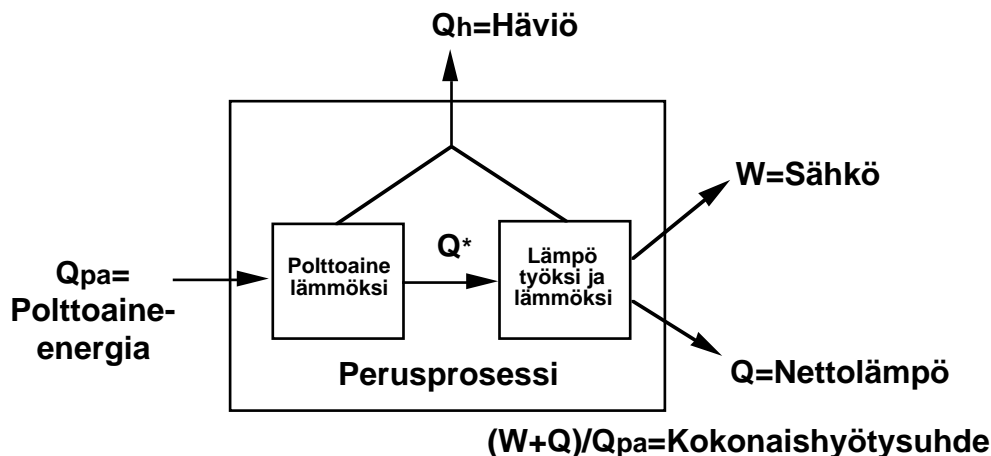 Qh=Häviö
W=Sähkö
Q*
Qpa=
Polttoaine-
energia
Polttoaine
lämmöksi
Lämpö
työksi ja
lämmöksi
Perusprosessi
Q=Nettolämpö
(W+Q)/Qpa=Kokonaishyötysuhde